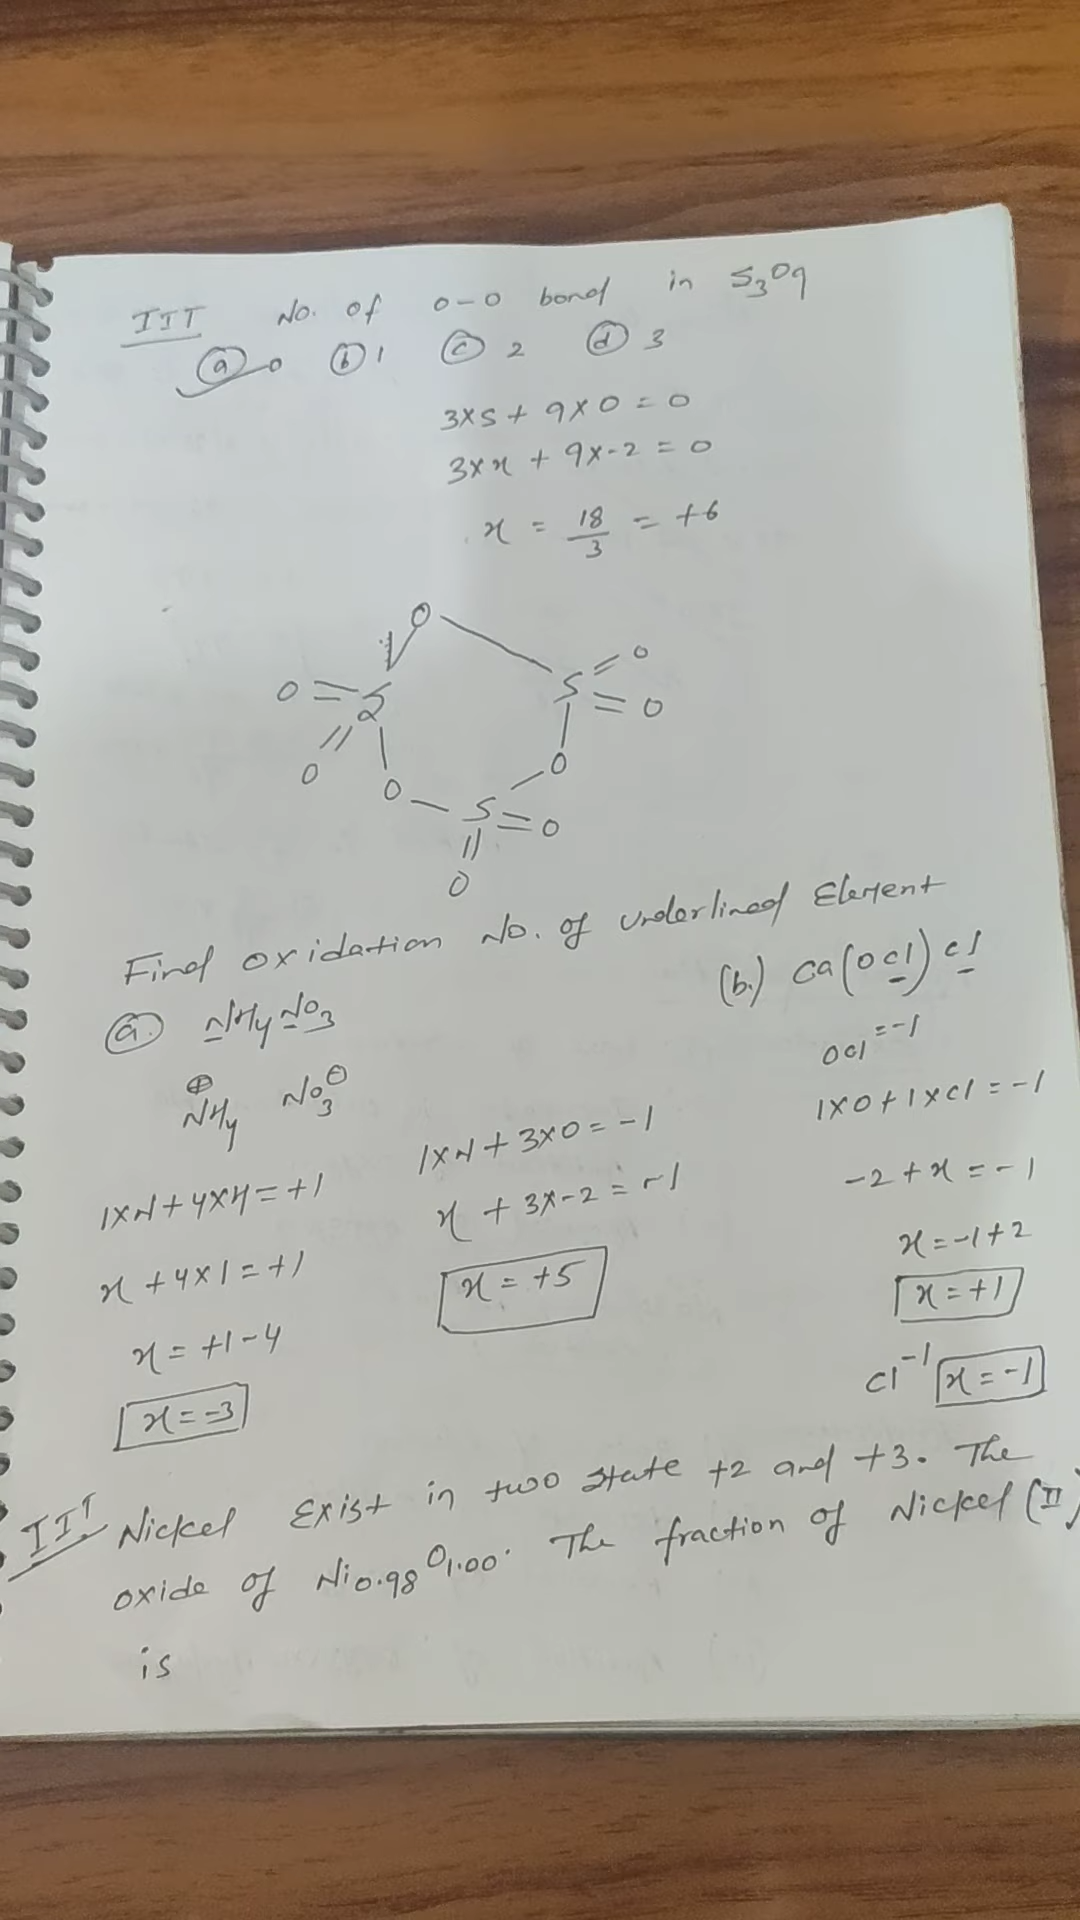 IIT No. of O-O bond in S3O9
(a) 0 (b) 1 (c) 2 (d) 3
3×S + 9×O = 0
3×x + 9×-2 = 0
x = 18/3 = +6
O
O = S S = O
= O
O O
O S = O
O
Find oxidation No. of underlined Element
(a.) NH4NO3 (b.) Ca(OCl)Cl
NH4⊕ NO3⊖ OCl = -1
1×N + 4×H = +1 1×N + 3×O = -1 1×O + 1×Cl = -1
x + 4×1 = +1 x + 3×-2 = -1 -2 + x = -1
x = +1-4 x = +5 x = -1+2
x = -3 x = +1
Cl-1 x = -1
IIT Nickel Exist in two state +2 and +3. The
oxide of Ni0.98O1.00. The fraction of Nickel (II)
is